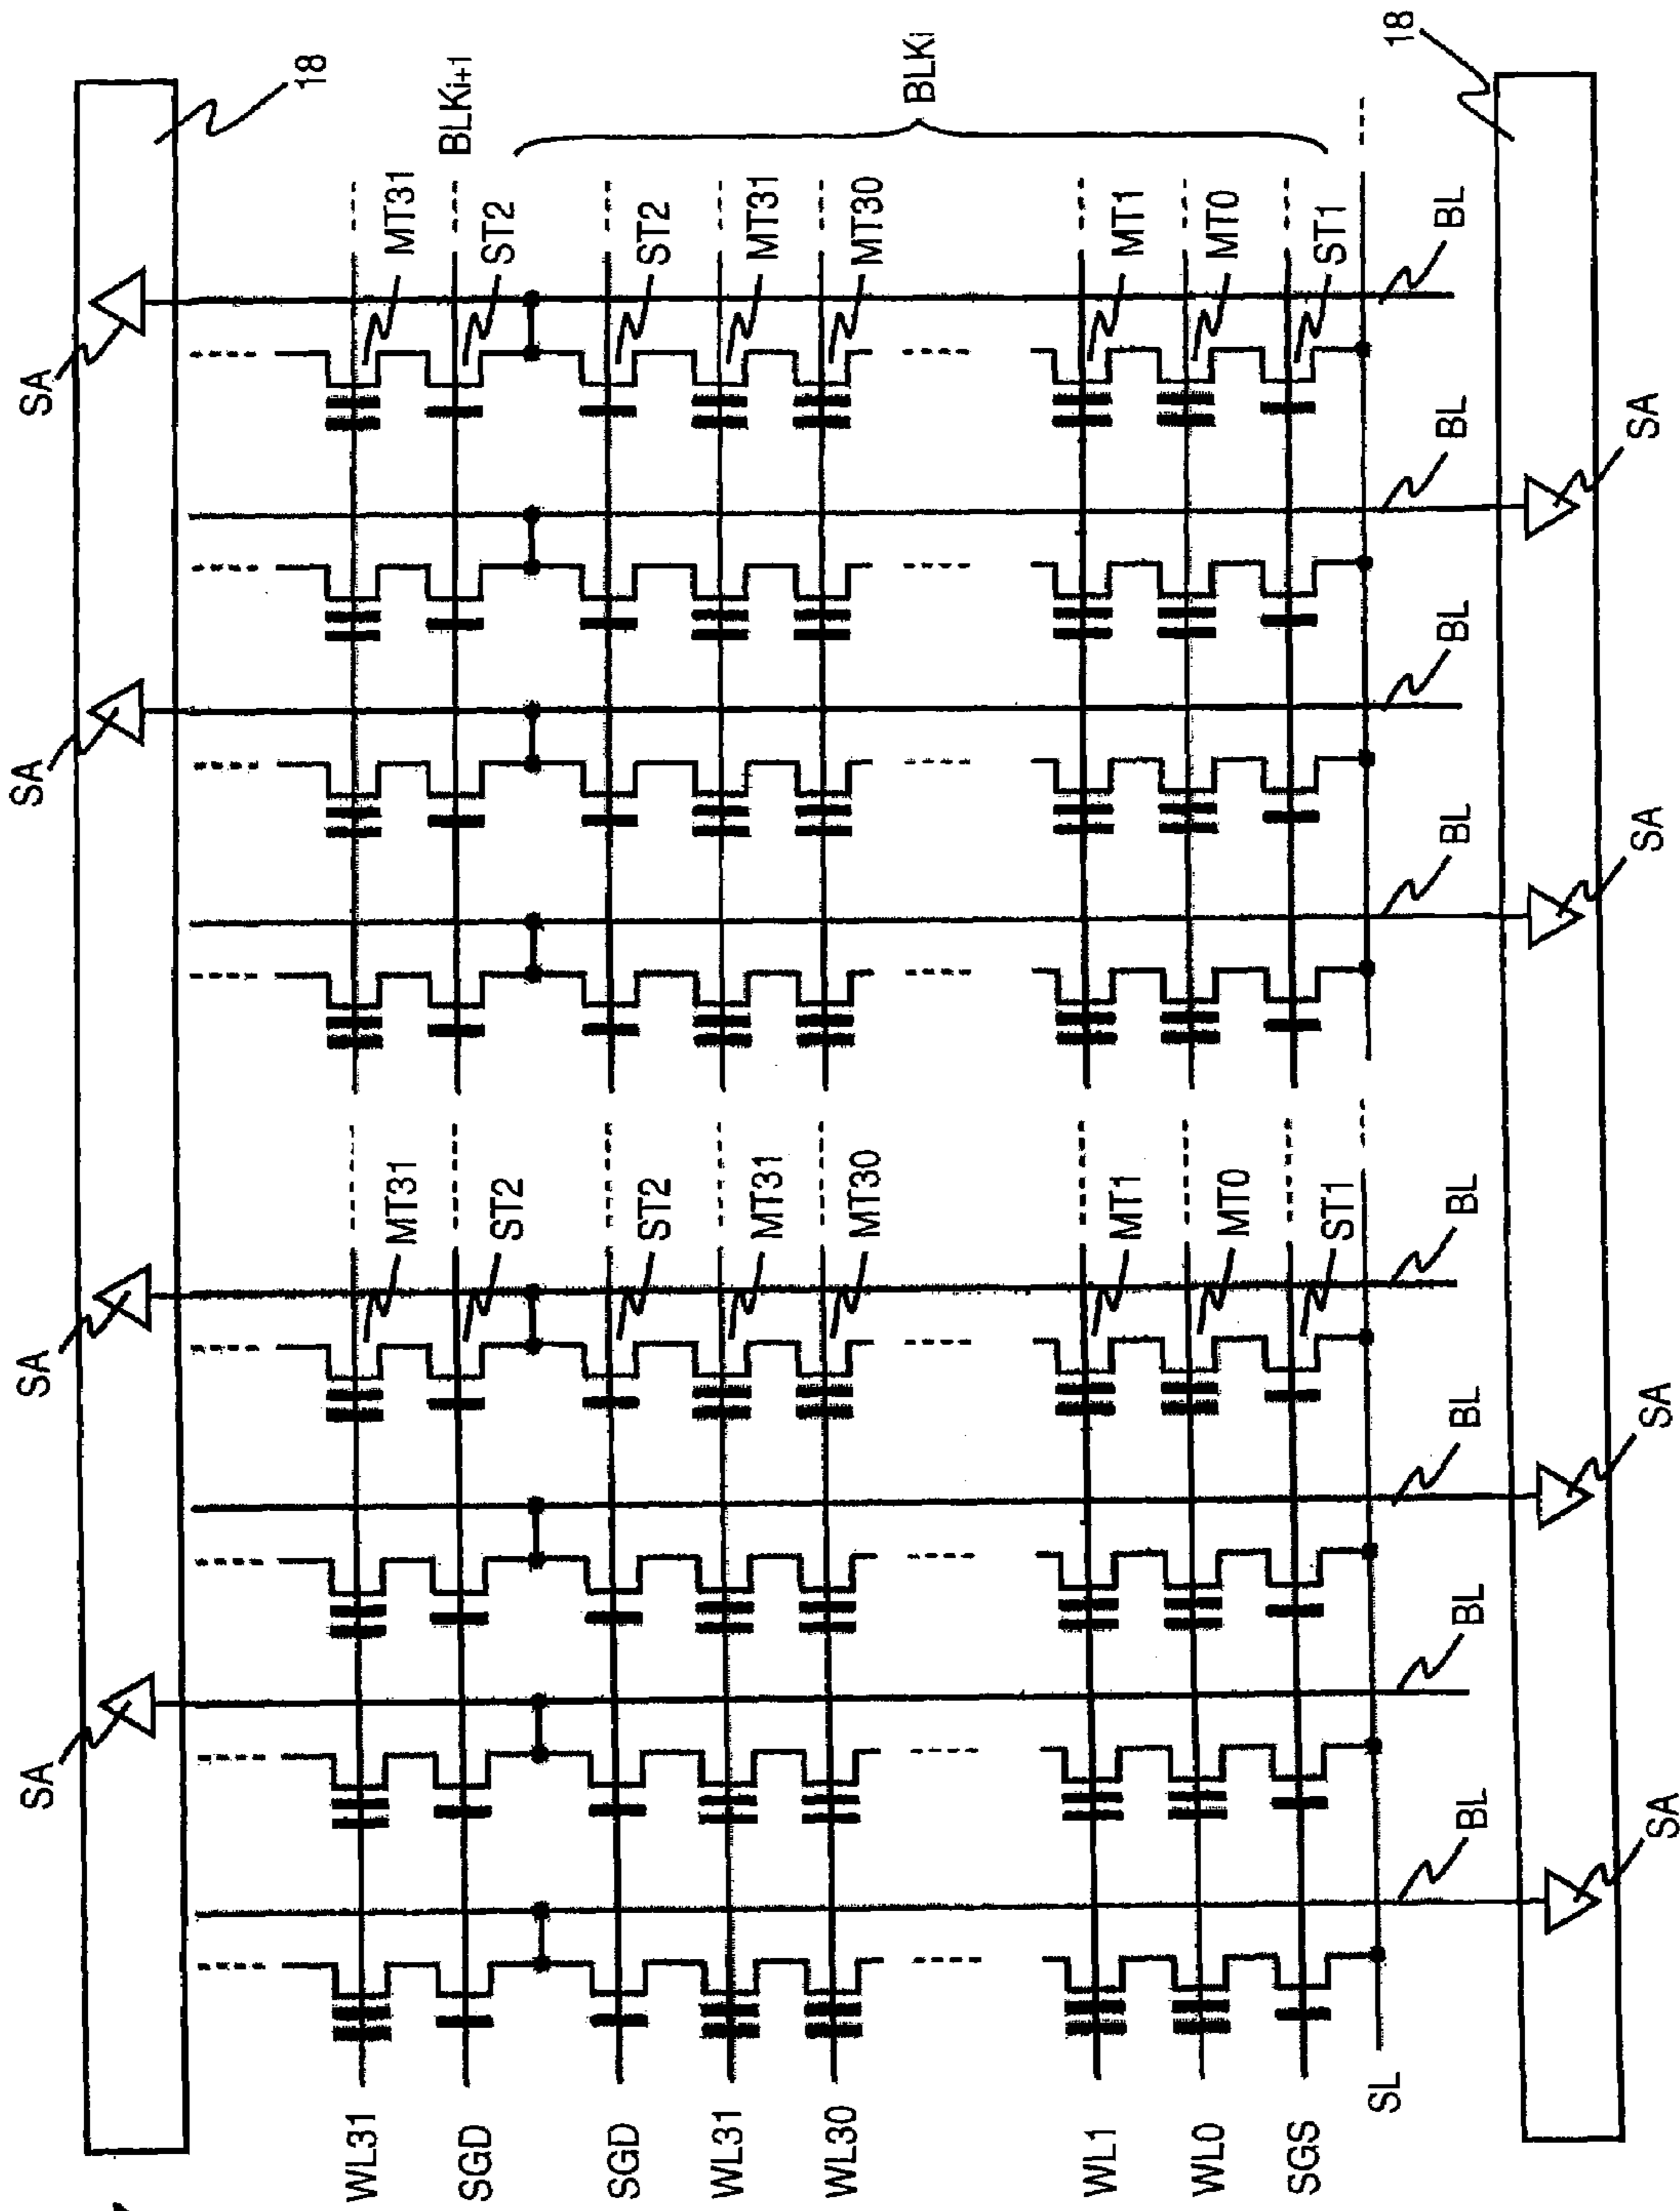 SA
SA
SA
SA
18
WL31
MT31
MT31
SGD
ST2
ST2
BLKi+1
SGD
ST2
ST2
WL31
MT31
MT31
WL30
MT30
MT30
BLKi
WL1
MT1
MT1
WL0
MT0
MT0
SGS
ST1
ST1
SL
BL
BL
BL
BL
BL
BL
BL
BL
18
SA
SA
SA
SA